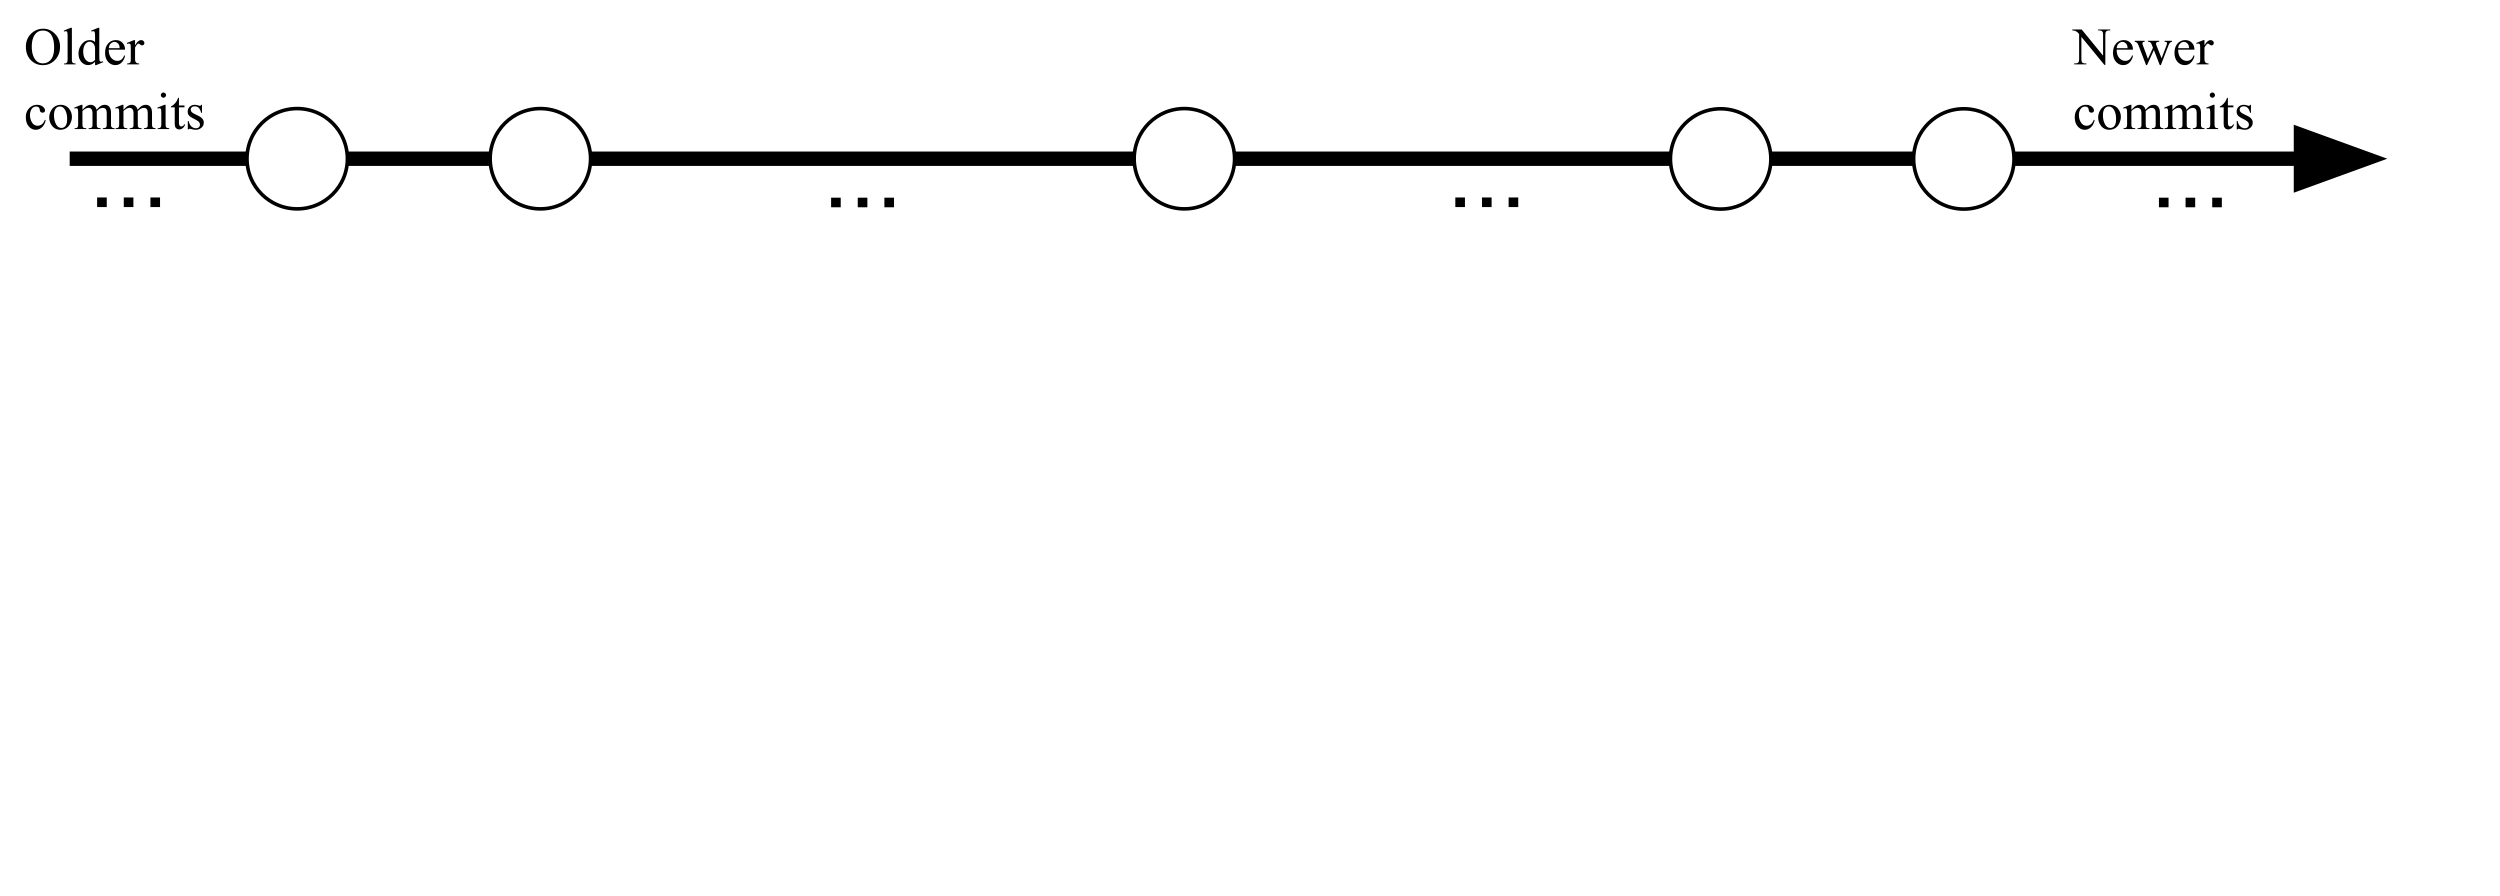 Older
commits
Newer
commits
... ... ... ...